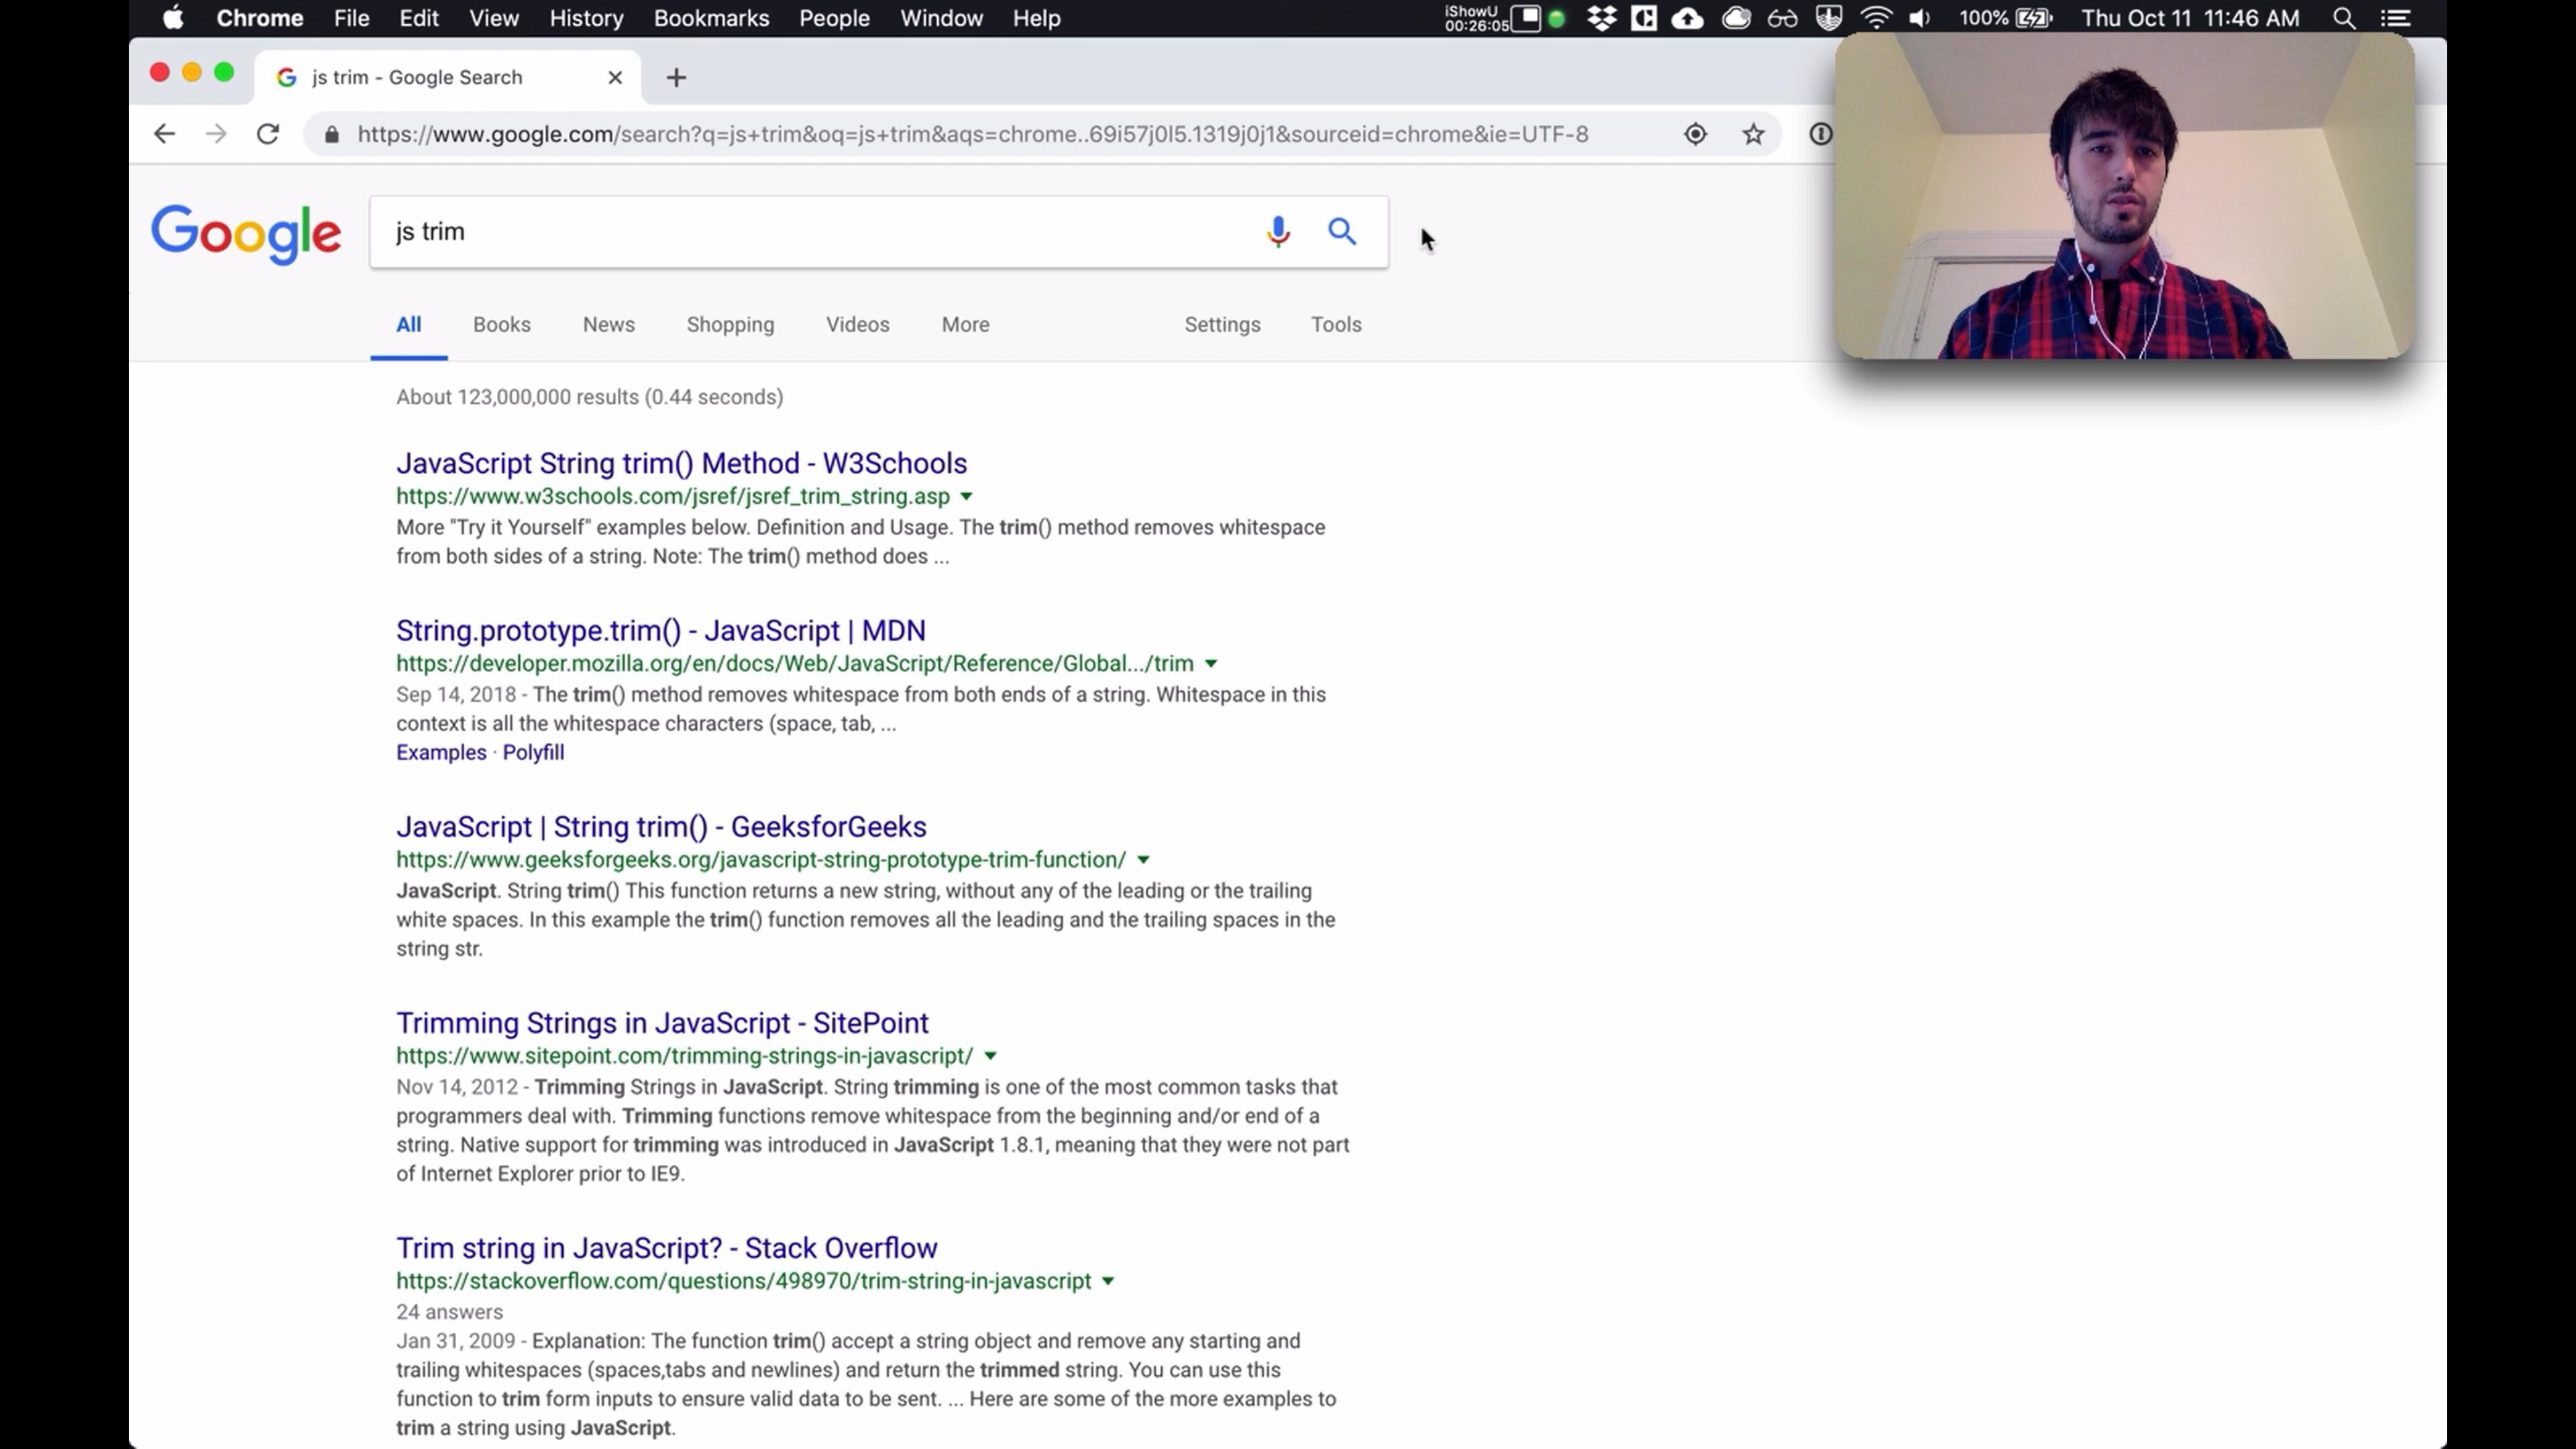 Chrome File Edit View History Bookmarks People Window Help
iShowU
00:26:05
100% Thu Oct 11 11:46 AM
js trim - Google Search
https://www.google.com/search?q=js+trim&oq=js+trim&aqs=chrome..69i57j0l5.1319j0j1&sourceid=chrome&ie=UTF-8
Google
js trim
All Books News Shopping Videos More Settings Tools
About 123,000,000 results (0.44 seconds)
JavaScript String trim() Method - W3Schools
https://www.w3schools.com/jsref/jsref_trim_string.asp
More "Try it Yourself" examples below. Definition and Usage. The trim() method removes whitespace
from both sides of a string. Note: The trim() method does ...
String.prototype.trim() - JavaScript | MDN
https://developer.mozilla.org/en/docs/Web/JavaScript/Reference/Global.../trim
Sep 14, 2018 - The trim() method removes whitespace from both ends of a string. Whitespace in this
context is all the whitespace characters (space, tab, ...
Examples · Polyfill
JavaScript | String trim() - GeeksforGeeks
https://www.geeksforgeeks.org/javascript-string-prototype-trim-function/
JavaScript. String trim() This function returns a new string, without any of the leading or the trailing
white spaces. In this example the trim() function removes all the leading and the trailing spaces in the
string str.
Trimming Strings in JavaScript - SitePoint
https://www.sitepoint.com/trimming-strings-in-javascript/
Nov 14, 2012 - Trimming Strings in JavaScript. String trimming is one of the most common tasks that
programmers deal with. Trimming functions remove whitespace from the beginning and/or end of a
string. Native support for trimming was introduced in JavaScript 1.8.1, meaning that they were not part
of Internet Explorer prior to IE9.
Trim string in JavaScript? - Stack Overflow
https://stackoverflow.com/questions/498970/trim-string-in-javascript
24 answers
Jan 31, 2009 - Explanation: The function trim() accept a string object and remove any starting and
trailing whitespaces (spaces,tabs and newlines) and return the trimmed string. You can use this
function to trim form inputs to ensure valid data to be sent. ... Here are some of the more examples to
trim a string using JavaScript.